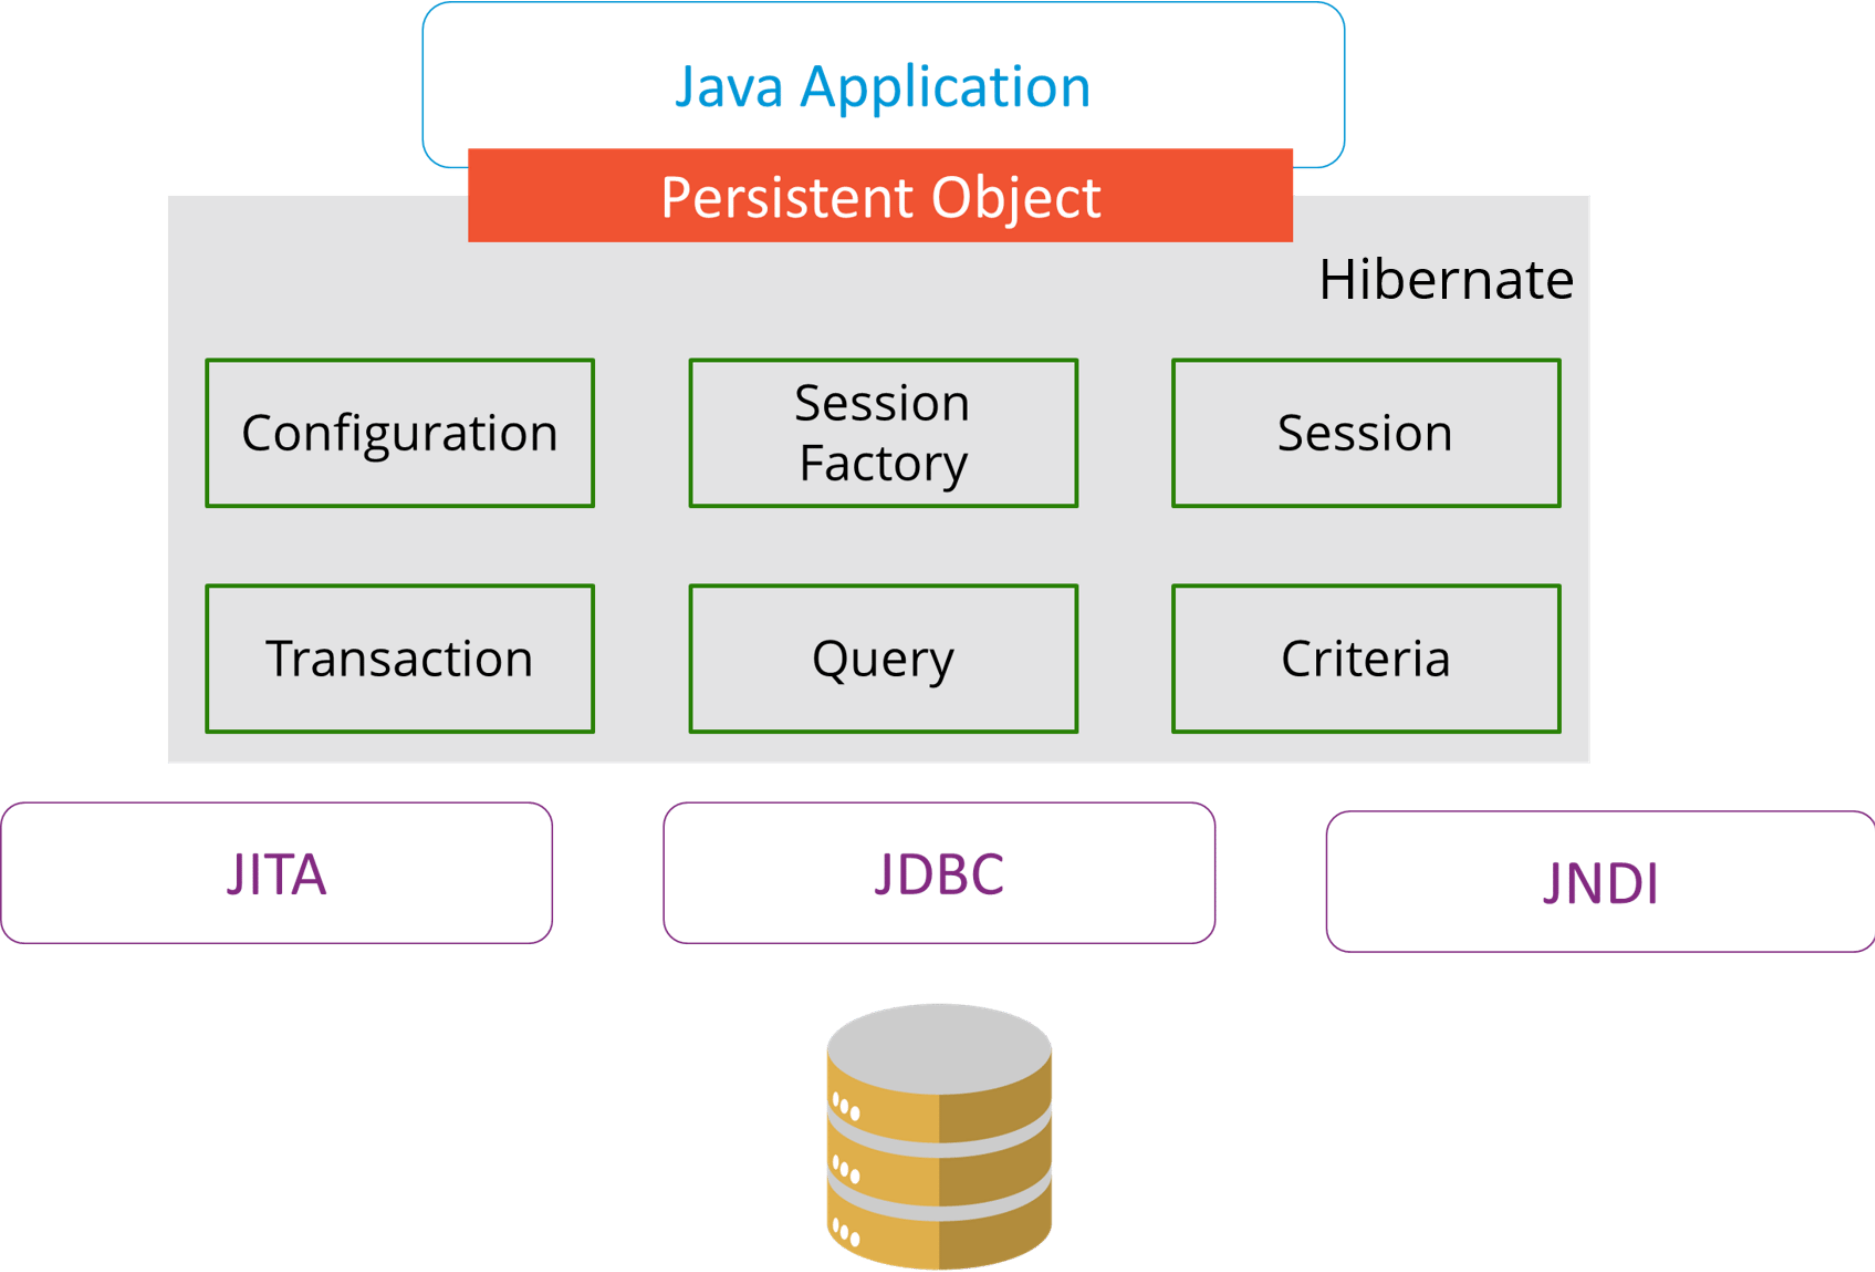 Java Application
Persistent Object
Hibernate
Configuration
Session
Factory
Session
Transaction
Query
Criteria
JITA
JDBC
JNDI